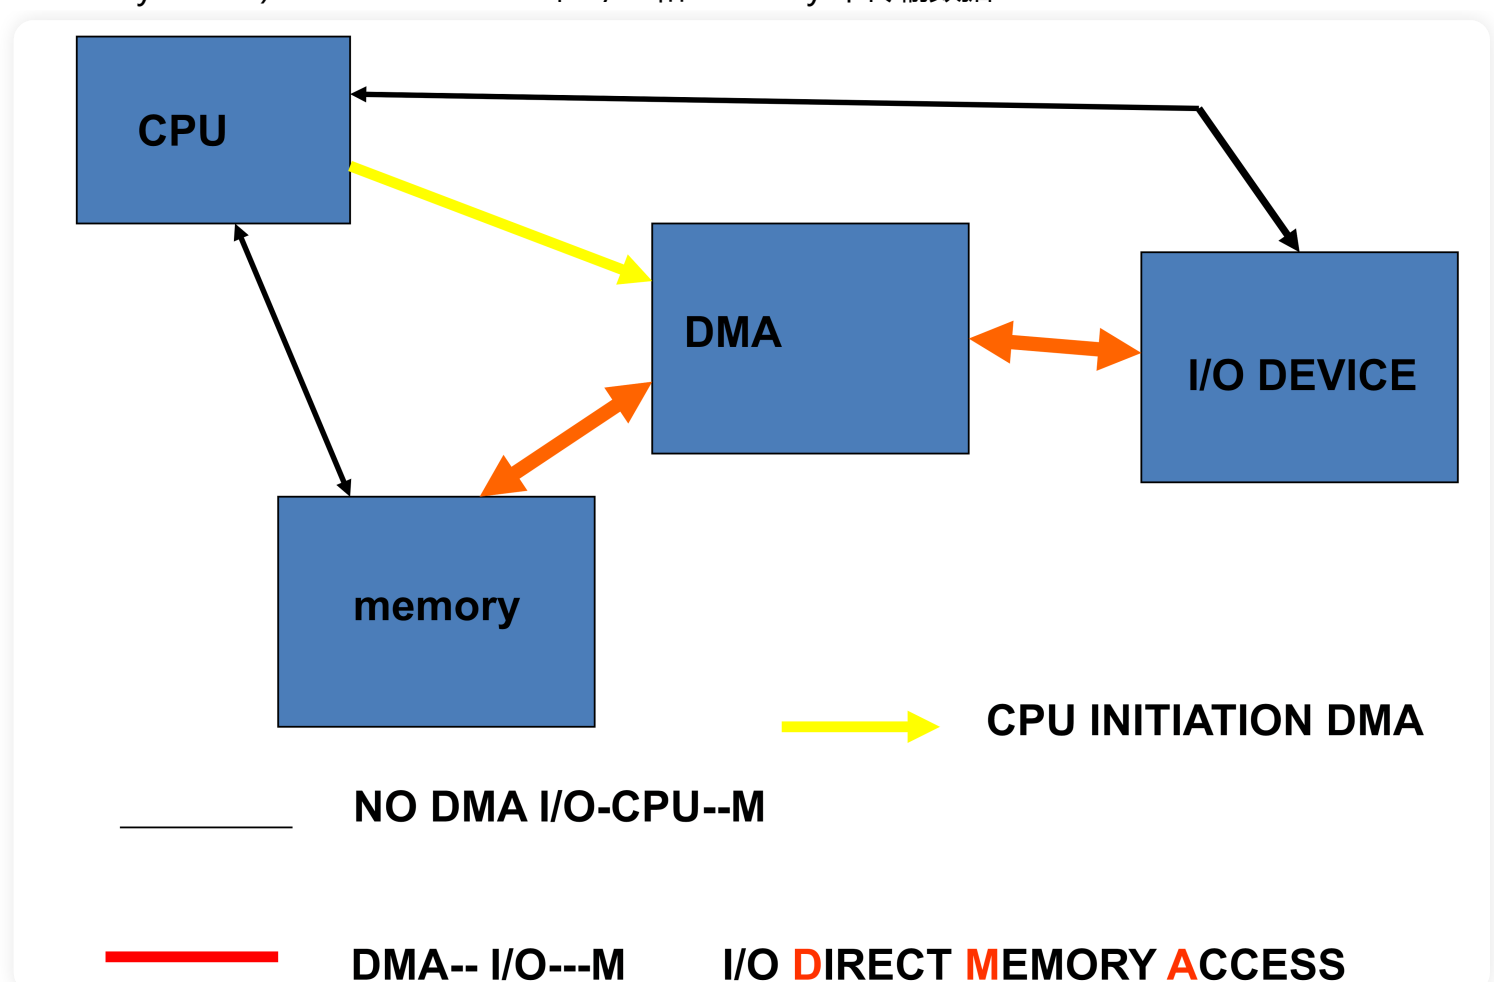 CPU
DMA
I/O DEVICE
memory
CPU INITIATION DMA
NO DMA I/O-CPU--M
DMA-- I/O---M I/O DIRECT MEMORY ACCESS